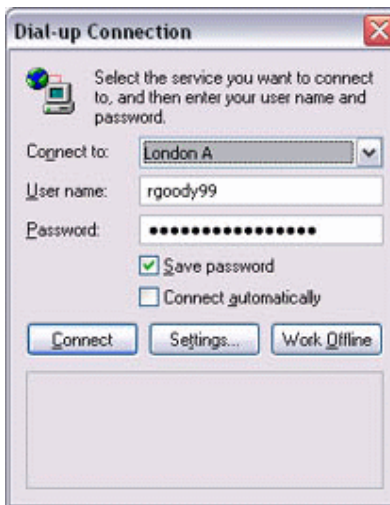 Dial-up Connection
Select the service you want to connect
to, and then enter your user name and
password.
Connect to: London A
User name: rgoody99
Password: ••••••••••••••••
Save password
Connect automatically
Connect Settings... Work Offline